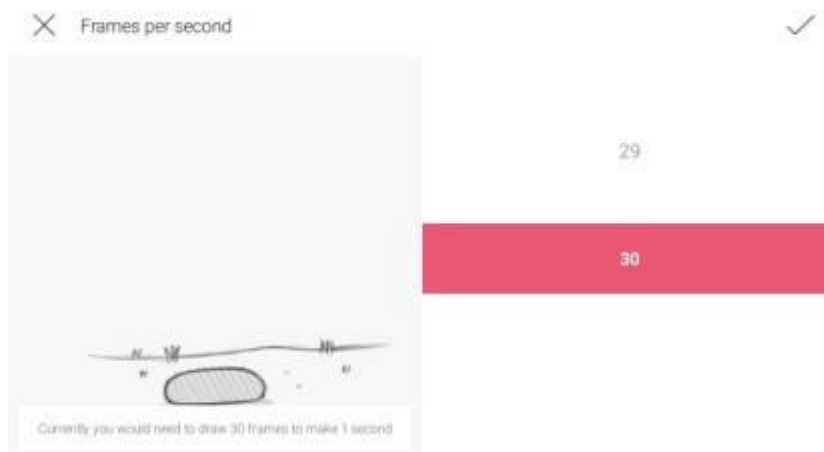 Frames per second
29
30
Currently you would need to draw 30 frames to make 1 second